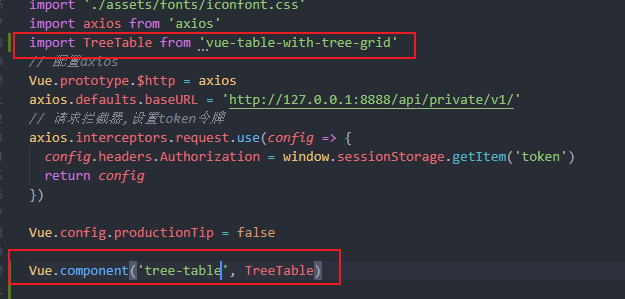 import './assets/fonts/iconfont.css'
import axios from 'axios'
import TreeTable from 'vue-table-with-tree-grid'
// 配置axios
Vue.prototype.$http = axios
axios.defaults.baseURL = 'http://127.0.0.1:8888/api/private/v1/'
// 请求拦截器,设置token令牌
axios.interceptors.request.use(config => {
  config.headers.Authorization = window.sessionStorage.getItem('token')
  return config
})
Vue.config.productionTip = false
Vue.component('tree-table', TreeTable)